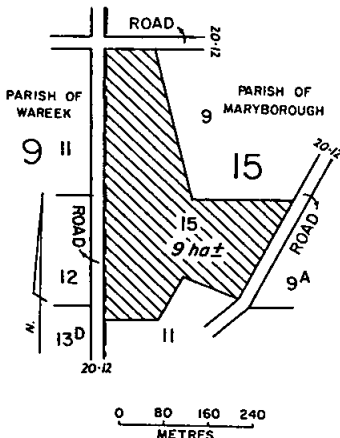 ROAD
20·12
PARISH OF
WAREEK
PARISH OF
MARYBOROUGH
9
9
11
15
20·12
ROAD
15
9 ha±
ROAD
12
9A
N.
13D
11
20·12
0 80 160 240
METRES